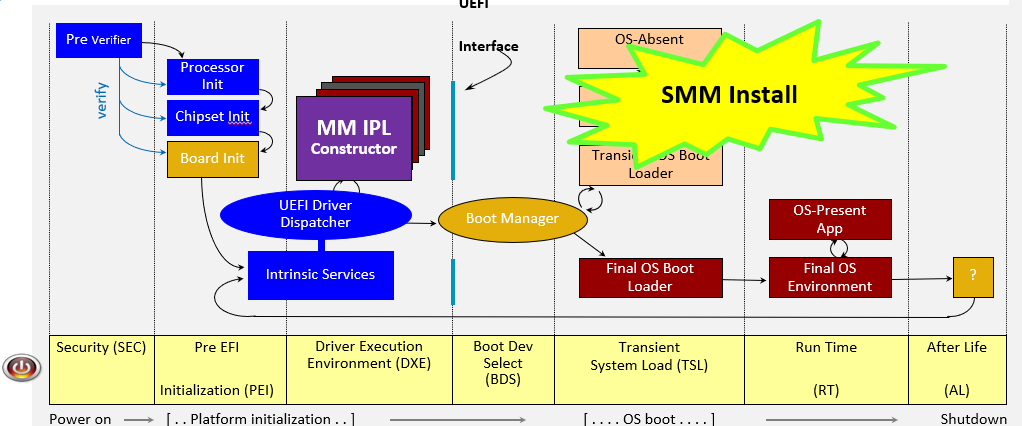 UEFI
Interface
Pre Verifier
verify
Processor
Init
Chipset Init
Board Init
MM IPL
Constructor
UEFI Driver
Dispatcher
Intrinsic Services
Boot Manager
OS-Absent
SMM Install
OS Boot
Loader
Final OS Boot
Loader
OS-Present
App
Final OS
Environment
?
Security (SEC)
Pre EFI
Initialization (PEI)
Driver Execution
Environment (DXE)
Boot Dev
Select
(BDS)
Transient
System Load (TSL)
Run Time
(RT)
After Life
(AL)
Power on
[ . . Platform initialization . . ]
[ . . . . OS boot . . . . ]
Shutdown